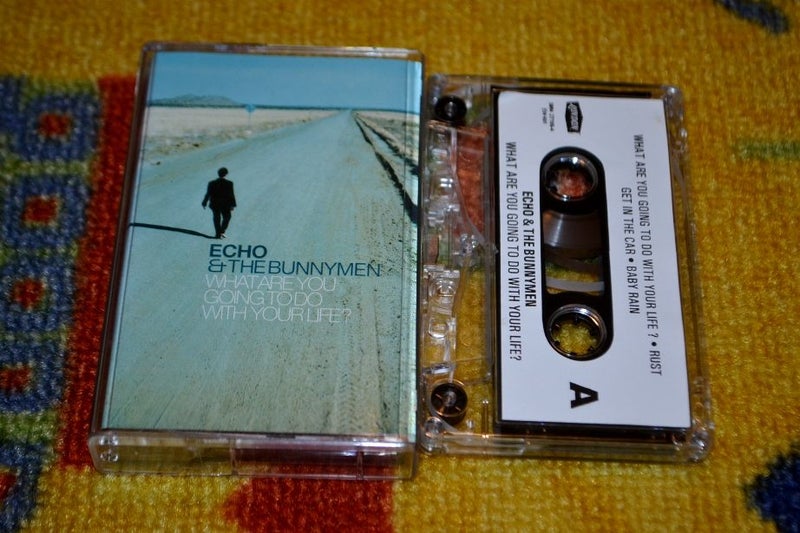 ECHO
& THE BUNNYMEN
WHAT ARE YOU
GOING TO DO
WITH YOUR LIFE?
WHAT ARE YOU GOING TO DO WITH YOUR LIFE ? • RUST
GET IN THE CAR • BABY RAIN
ECHO & THE BUNNYMEN
WHAT ARE YOU GOING TO DO WITH YOUR LIFE?
A